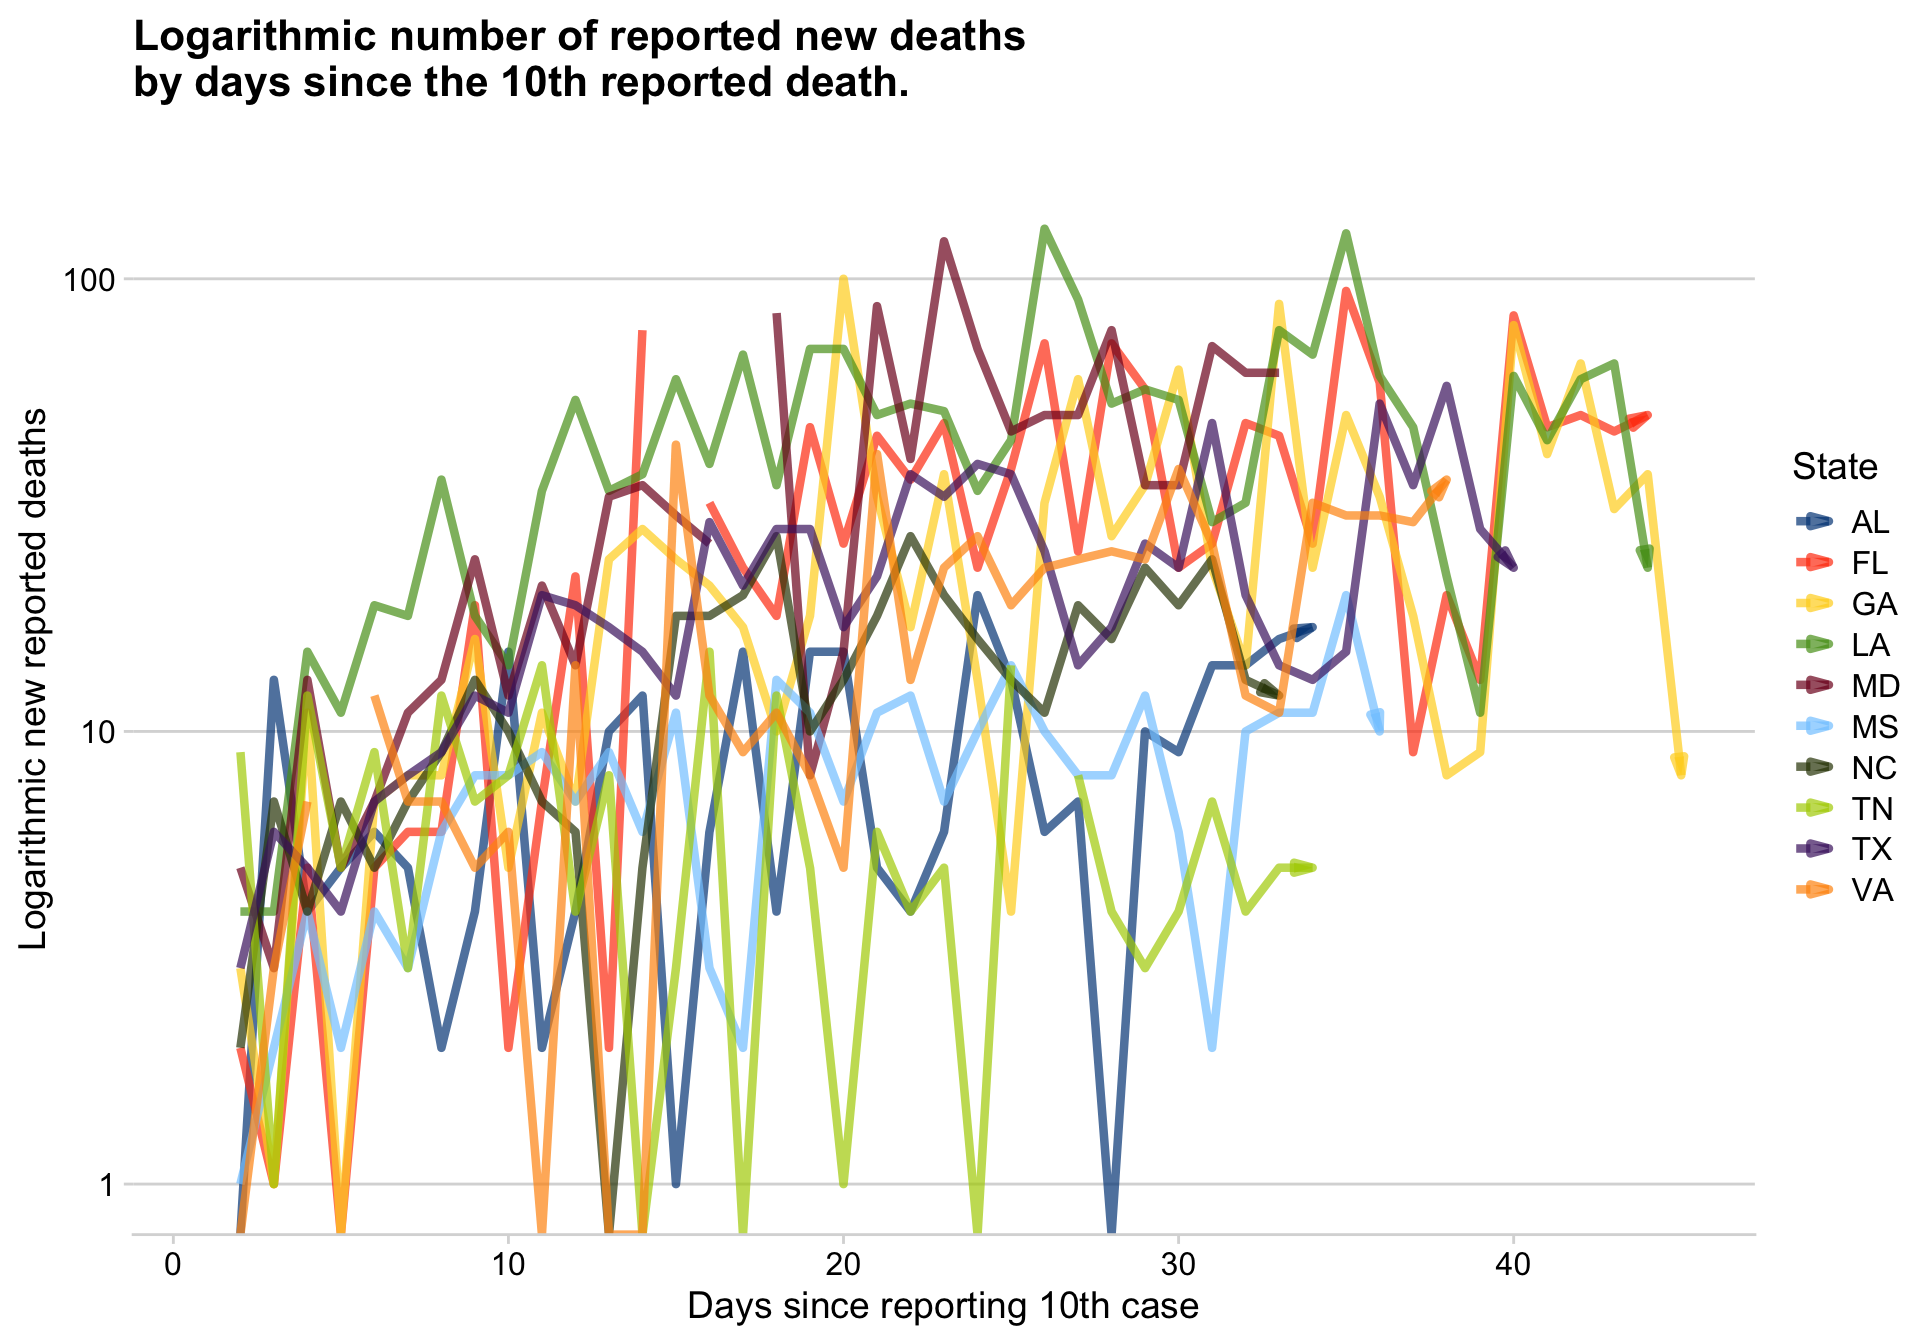 Logarithmic number of reported new deaths
by days since the 10th reported death.
Logarithmic new reported deaths
100
10
1
0
10
20
30
40
Days since reporting 10th case
State
AL
FL
GA
LA
MD
MS
NC
TN
TX
VA